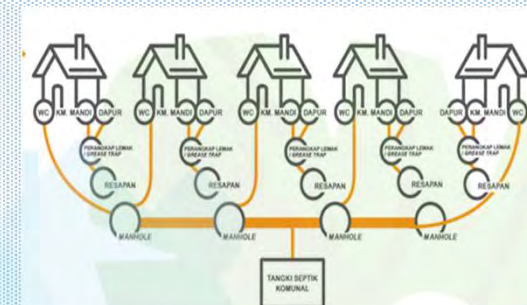 WC KM. MANDI DAPUR WC KM. MANDI DAPUR WC KM. MANDI DAPUR WC KM. MANDI DAPUR DAPUR KM. MANDI WC
PERANGKAP LEMAK / GREASE TRAP
PERANGKAP LEMAK / GREASE TRAP
PERANGKAP LEMAK / GREASE TRAP
PERANGKAP LEMAK / GREASE TRAP
PERANGKAP LEMAK / GREASE TRAP
RESAPAN RESAPAN RESAPAN RESAPAN RESAPAN
MANHOLE MANHOLE MANHOLE MANHOLE
TANGKI SEPTIK
KOMUNAL